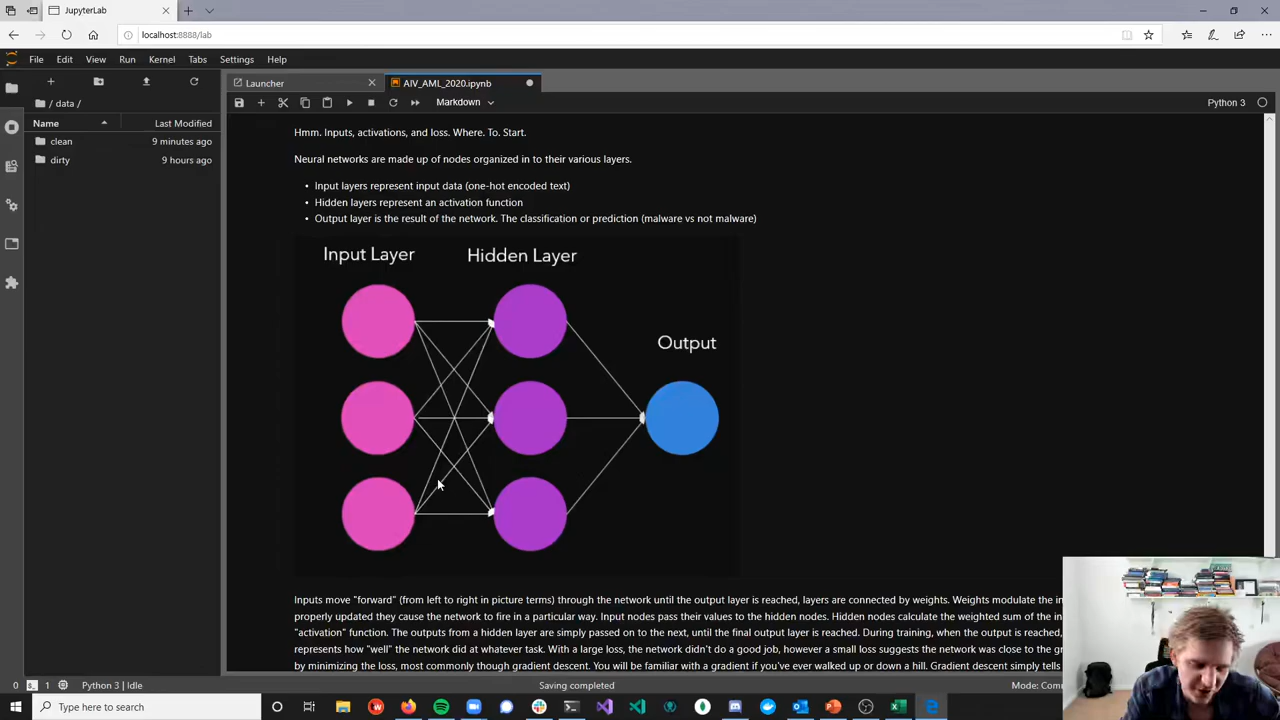 JupyterLab
localhost:8888/lab
File Edit View Run Kernel Tabs Settings Help
Launcher
AIV_AML_2020.ipynb
/ data /
Markdown
Python 3
Name Last Modified
clean 9 minutes ago
dirty 9 hours ago
Hmm. Inputs, activations, and loss. Where. To. Start.
Neural networks are made up of nodes organized in to their various layers.
• Input layers represent input data (one-hot encoded text)
• Hidden layers represent an activation function
• Output layer is the result of the network. The classification or prediction (malware vs not malware)
Input Layer
Hidden Layer
Output
Inputs move "forward" (from left to right in picture terms) through the network until the output layer is reached, layers are connected by weights. Weights modulate the in
properly updated they cause the network to fire in a particular way. Input nodes pass their values to the hidden nodes. Hidden nodes calculate the weighted sum of the in
"activation" function. The outputs from a hidden layer are simply passed on to the next, until the final output layer is reached. During training, when the output is reached,
represents how "well" the network did at whatever task. With a large loss, the network didn't do a good job, however a small loss suggests the network was close to the gr
by minimizing the loss, most commonly though gradient descent. You will be familiar with a gradient if you've ever walked up or down a hill. Gradient descent simply tells
0 1 Python 3 | Idle
Saving completed
Mode: Com
Type here to search